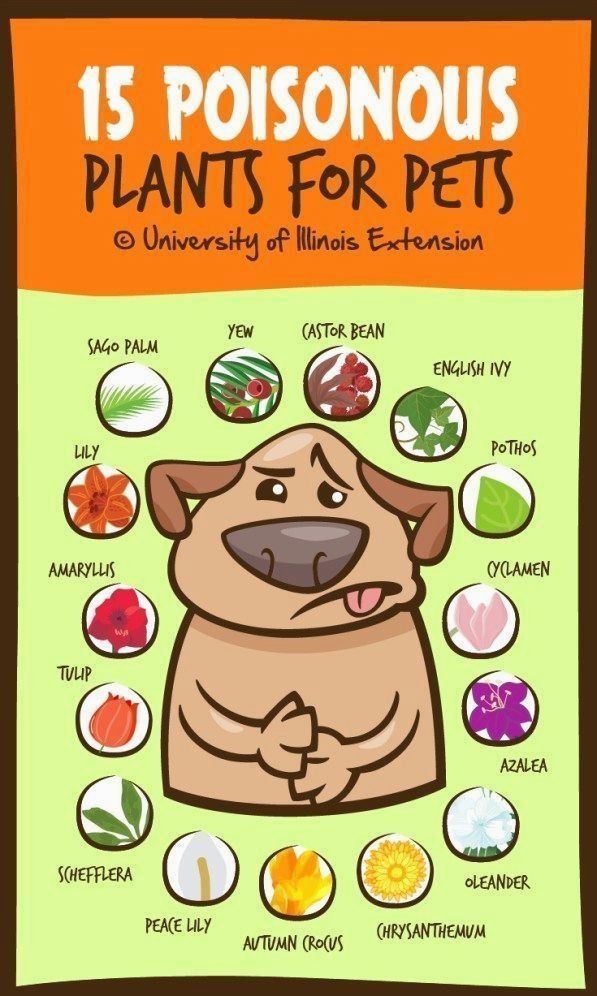 15 POISONOUS
PLANTS FOR PETS
© University of Illinois Extension
SAGO PALM
YEW
CASTOR BEAN
ENGLISH IVY
LILY
POTHOS
AMARYLLIS
CYCLAMEN
TULIP
AZALEA
SCHEFFLERA
OLEANDER
PEACE LILY
AUTUMN CROCUS
CHRYSANTHEMUM